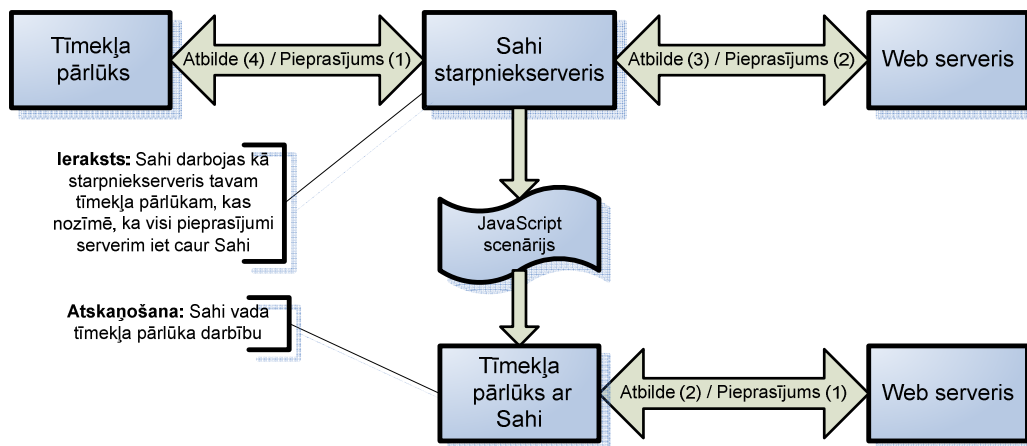 Tīmekļa
pārlūks
Atbilde (4) / Pieprasījums (1)
Sahi
starpniekserveris
Atbilde (3) / Pieprasījums (2)
Web serveris
Ieraksts: Sahi darbojas kā
starpniekserveris tavam
tīmekļa pārlūkam, kas
nozīmē, ka visi pieprasījumi
serverim iet caur Sahi
JavaScript
scenārijs
Atskaņošana: Sahi vada
tīmekļa pārlūka darbību
Tīmekļa
pārlūks ar
Sahi
Atbilde (2) / Pieprasījums (1)
Web serveris